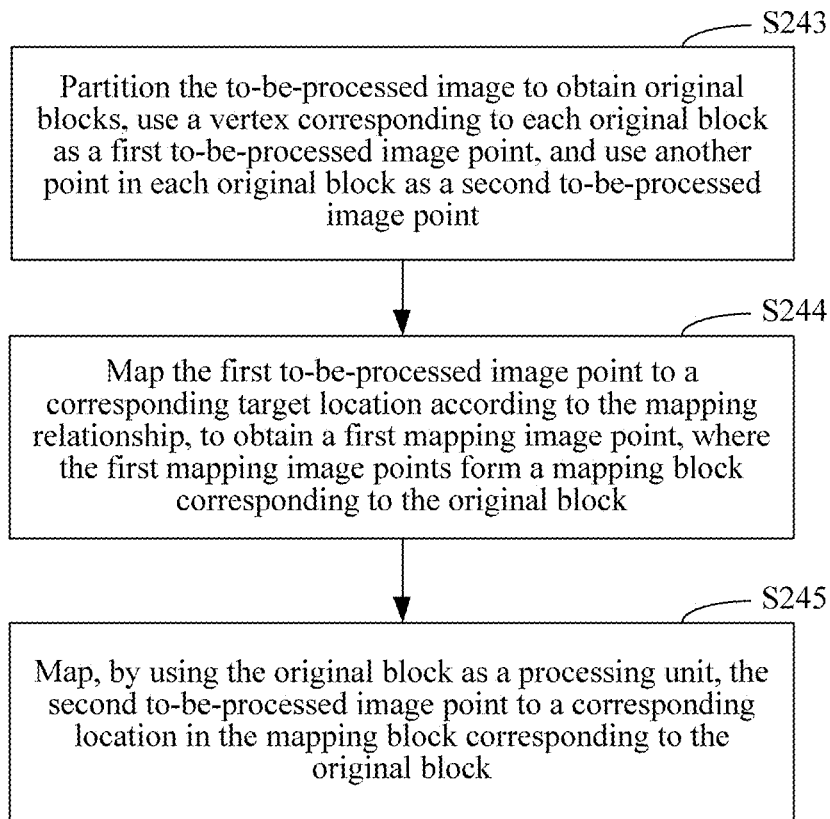 S243
Partition the to-be-processed image to obtain original
blocks, use a vertex corresponding to each original block
as a first to-be-processed image point, and use another
point in each original block as a second to-be-processed
image point
S244
Map the first to-be-processed image point to a
corresponding target location according to the mapping
relationship, to obtain a first mapping image point, where
the first mapping image points form a mapping block
corresponding to the original block
S245
Map, by using the original block as a processing unit, the
second to-be-processed image point to a corresponding
location in the mapping block corresponding to the
original block